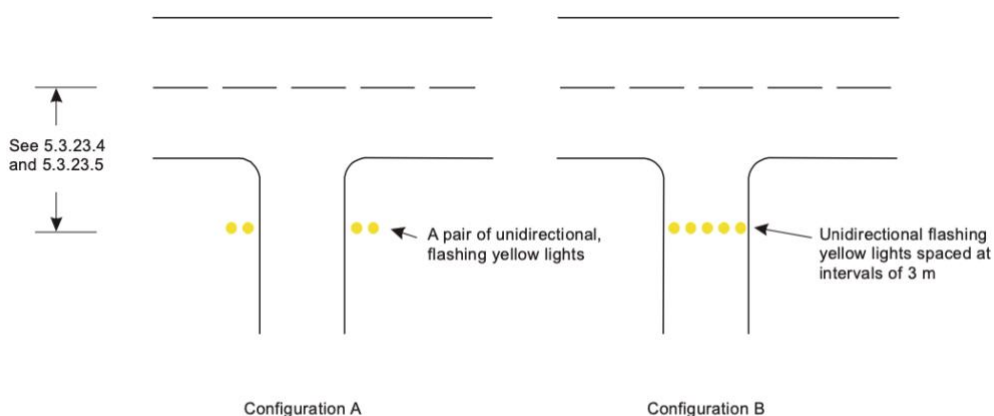 See 5.3.23.4
and 5.3.23.5
A pair of unidirectional,
flashing yellow lights
Unidirectional flashing
yellow lights spaced at
intervals of 3 m
Configuration A
Configuration B